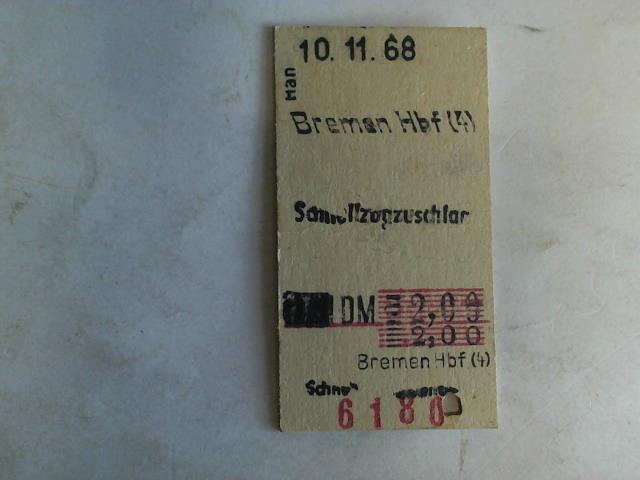 10.11.68
Man
Bremen Hbf (4)
Schnellzugzuschlag
DM 2,00
2,00
Bremen Hbf (4)
6180